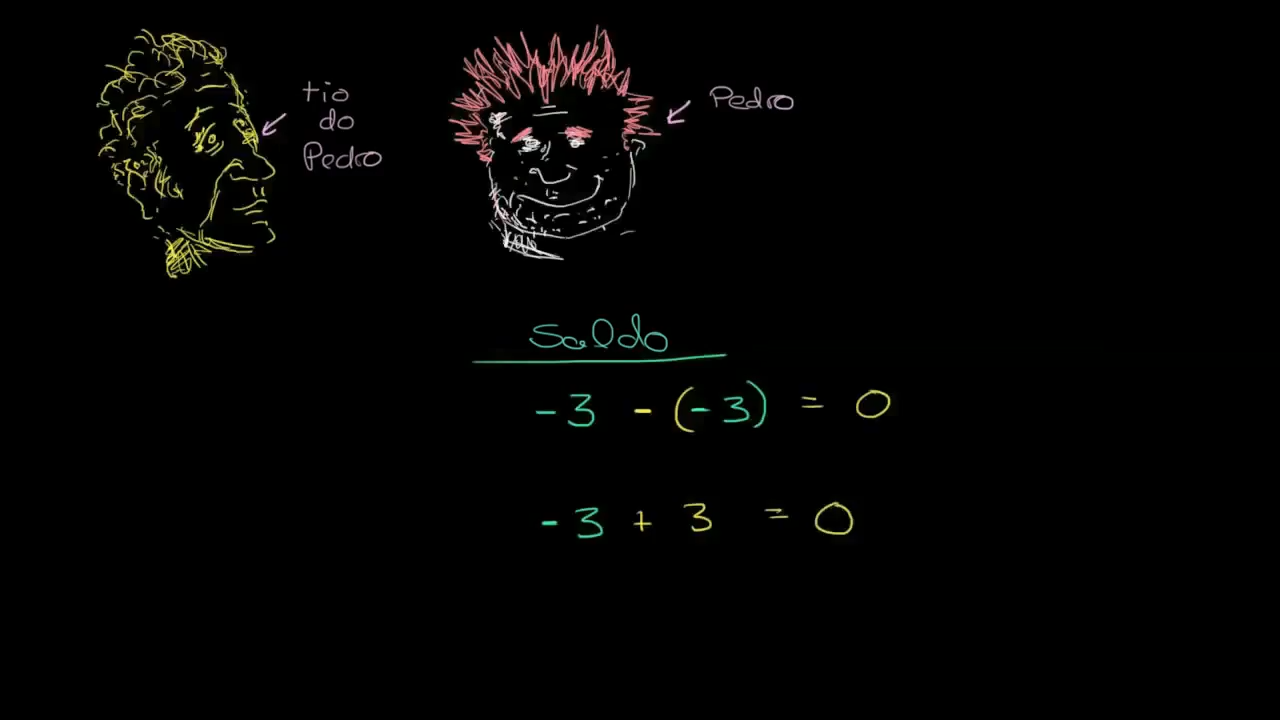 tio
do
Pedro
Pedro
Saldo
-3 - (-3) = 0
-3 + 3 = 0